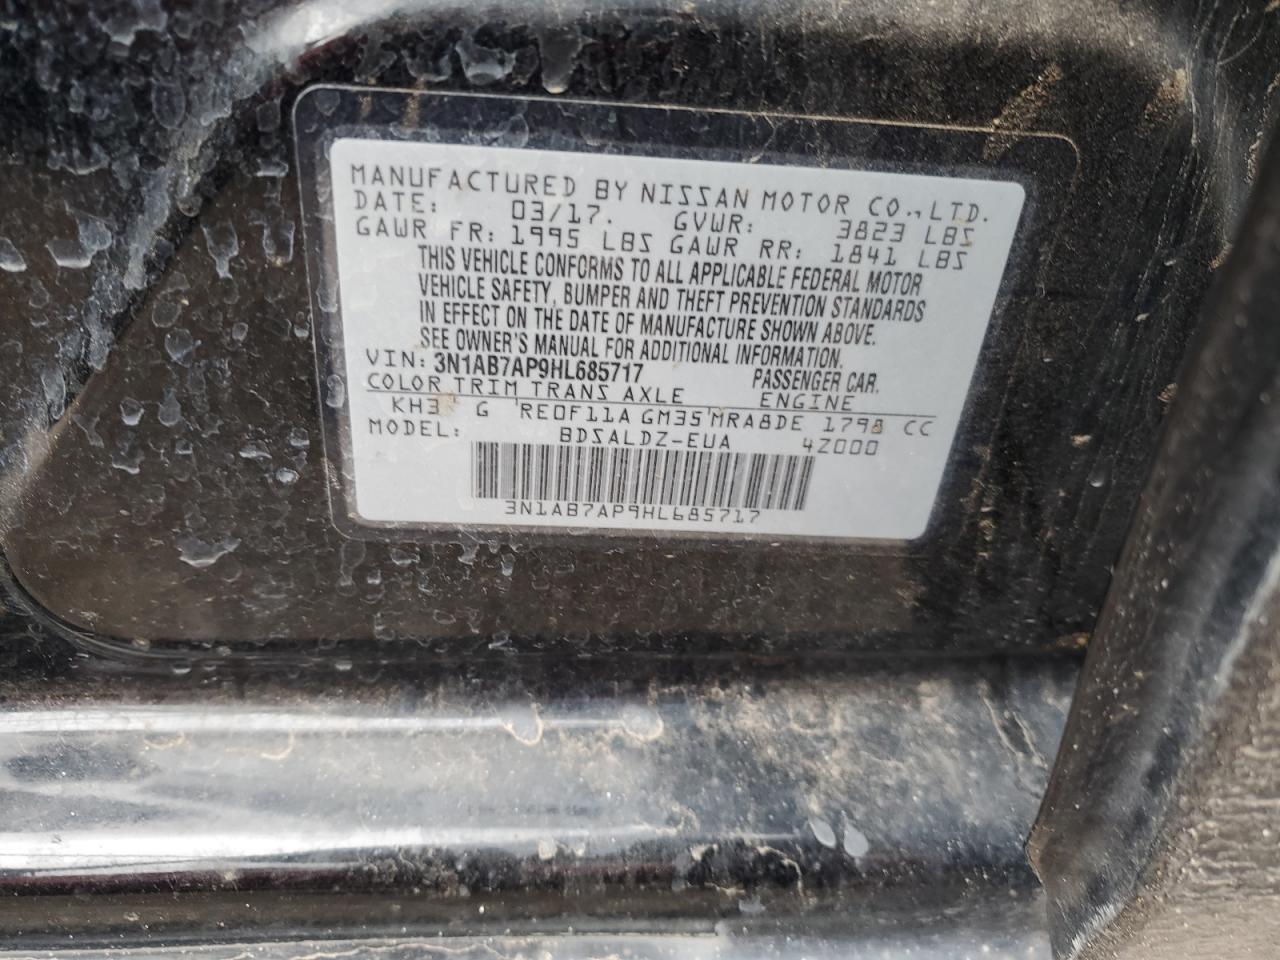 MANUFACTURED BY NISSAN MOTOR CO., LTD.
DATE: 03/17. GVWR: 3823 LBS
GAWR FR: 1995 LBS GAWR RR: 1841 LBS
THIS VEHICLE CONFORMS TO ALL APPLICABLE FEDERAL MOTOR
VEHICLE SAFETY, BUMPER AND THEFT PREVENTION STANDARDS
IN EFFECT ON THE DATE OF MANUFACTURE SHOWN ABOVE.
SEE OWNER'S MANUAL FOR ADDITIONAL INFORMATION.
VIN: 3N1AB7AP9HL685717 PASSENGER CAR.
COLOR TRIM TRANS AXLE ENGINE
KH3 G RE0F11A GM35 MRA8DE 1798 CC
MODEL: BDSALDZ-EUA 4Z000
3N1AB7AP9HL685717